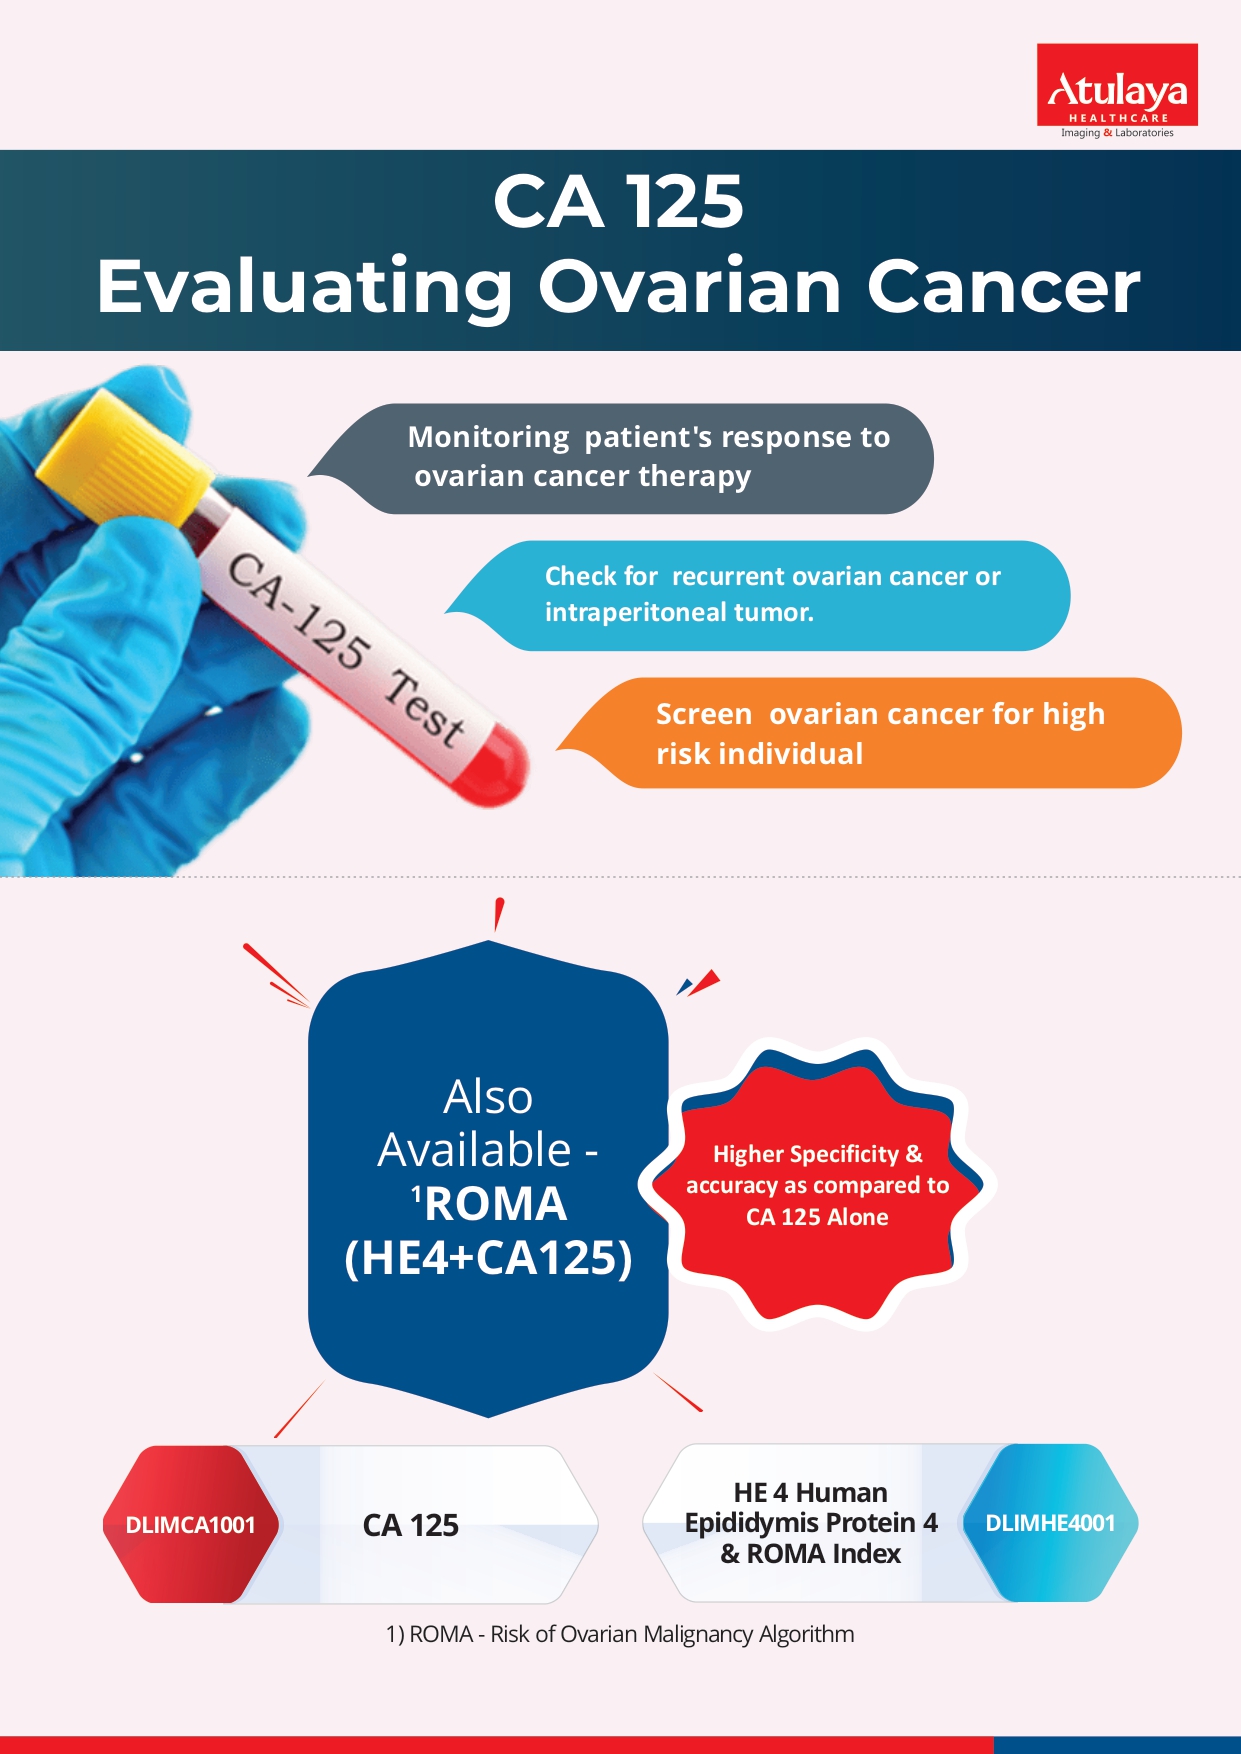 Atulaya
HEALTHCARE
Imaging & Laboratories
CA 125
Evaluating Ovarian Cancer
Monitoring patient's response to
ovarian cancer therapy
CA-125 Test
Check for recurrent ovarian cancer or
intraperitoneal tumor.
Screen ovarian cancer for high
risk individual
Also
Available -
¹ROMA
(HE4+CA125)
Higher Specificity &
accuracy as compared to
CA 125 Alone
DLIMCA1001
CA 125
HE 4 Human
Epididymis Protein 4
& ROMA Index
DLIMHE4001
1) ROMA - Risk of Ovarian Malignancy Algorithm